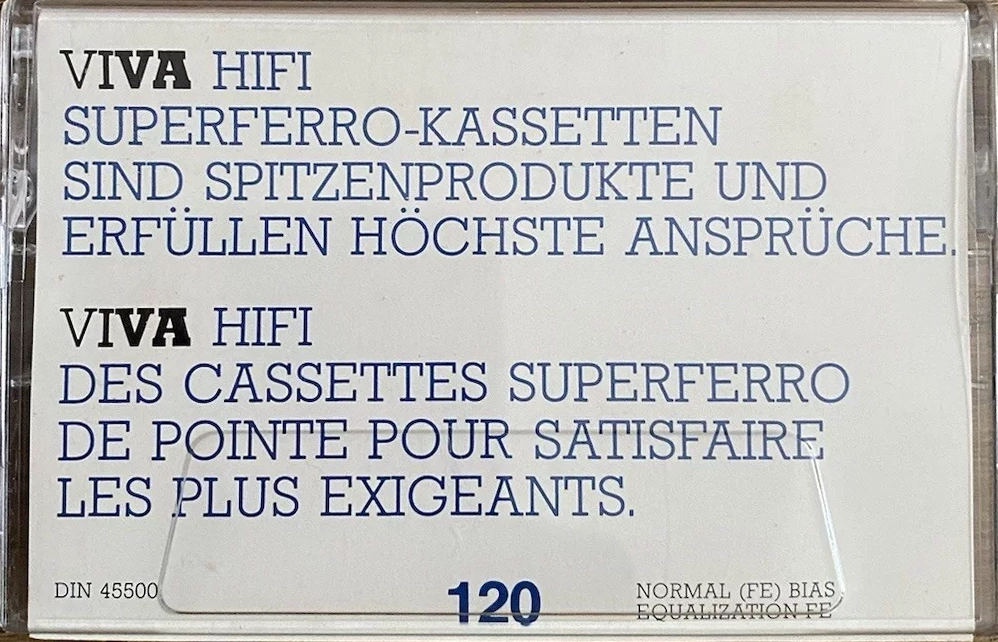 VIVA HIFI
SUPERFERRO-KASSETTEN
SIND SPITZENPRODUKTE UND
ERFÜLLEN HÖCHSTE ANSPRÜCHE.
VIVA HIFI
DES CASSETTES SUPERFERRO
DE POINTE POUR SATISFAIRE
LES PLUS EXIGEANTS.
DIN 45500
120
NORMAL (FE) BIAS
EQUALIZATION FE